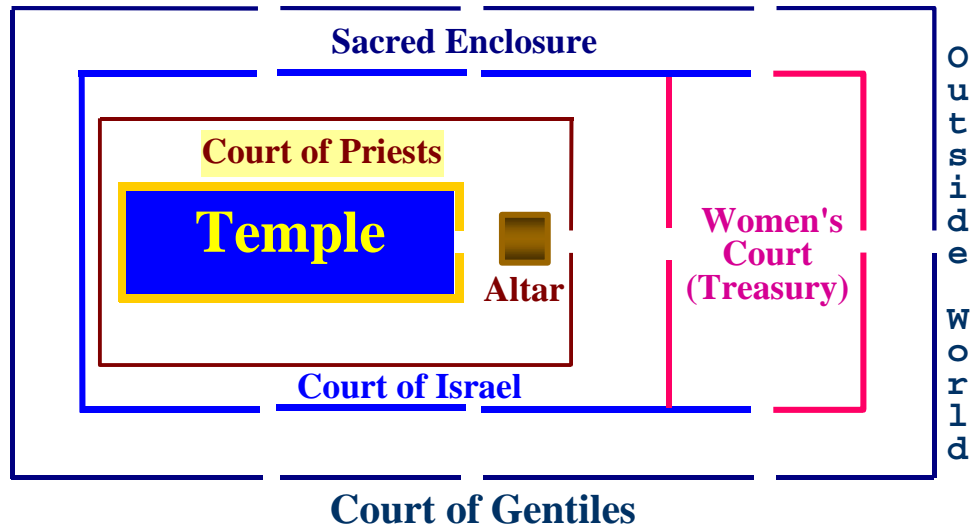 Sacred Enclosure
Court of Priests
Temple
Altar
Women's
Court
(Treasury)
Court of Israel
Court of Gentiles
Outside World